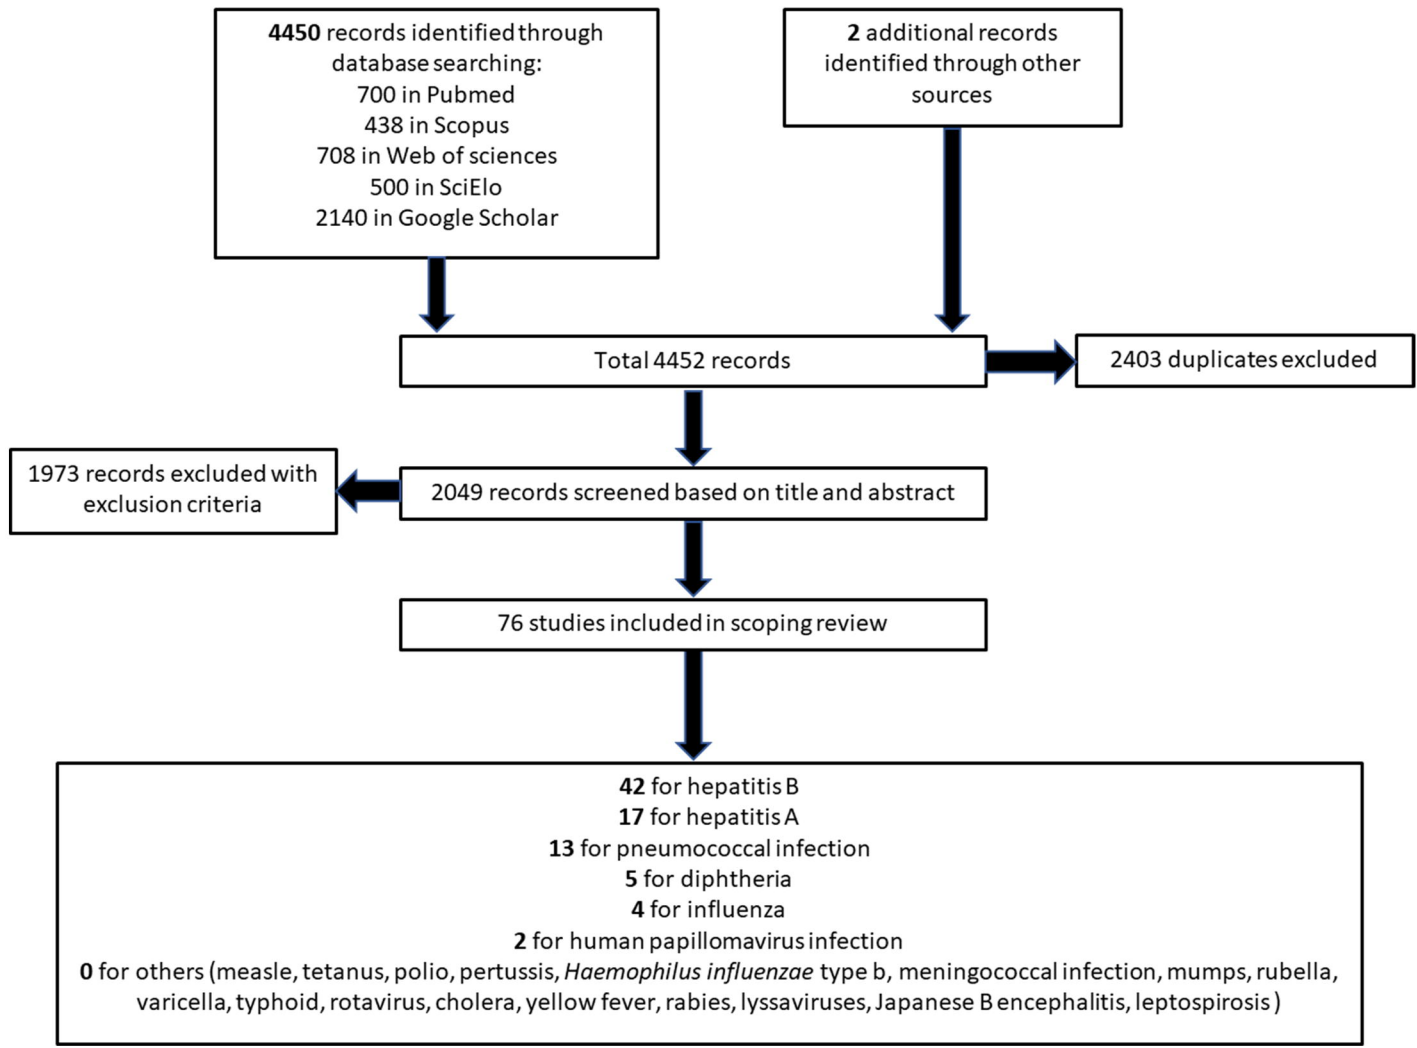 4450 records identified through
database searching:
700 in Pubmed
438 in Scopus
708 in Web of sciences
500 in SciElo
2140 in Google Scholar
2 additional records
identified through other
sources
Total 4452 records
2403 duplicates excluded
1973 records excluded with
exclusion criteria
2049 records screened based on title and abstract
76 studies included in scoping review
42 for hepatitis B
17 for hepatitis A
13 for pneumococcal infection
5 for diphtheria
4 for influenza
2 for human papillomavirus infection
0 for others (measle, tetanus, polio, pertussis, Haemophilus influenzae type b, meningococcal infection, mumps, rubella,
varicella, typhoid, rotavirus, cholera, yellow fever, rabies, lyssaviruses, Japanese B encephalitis, leptospirosis )